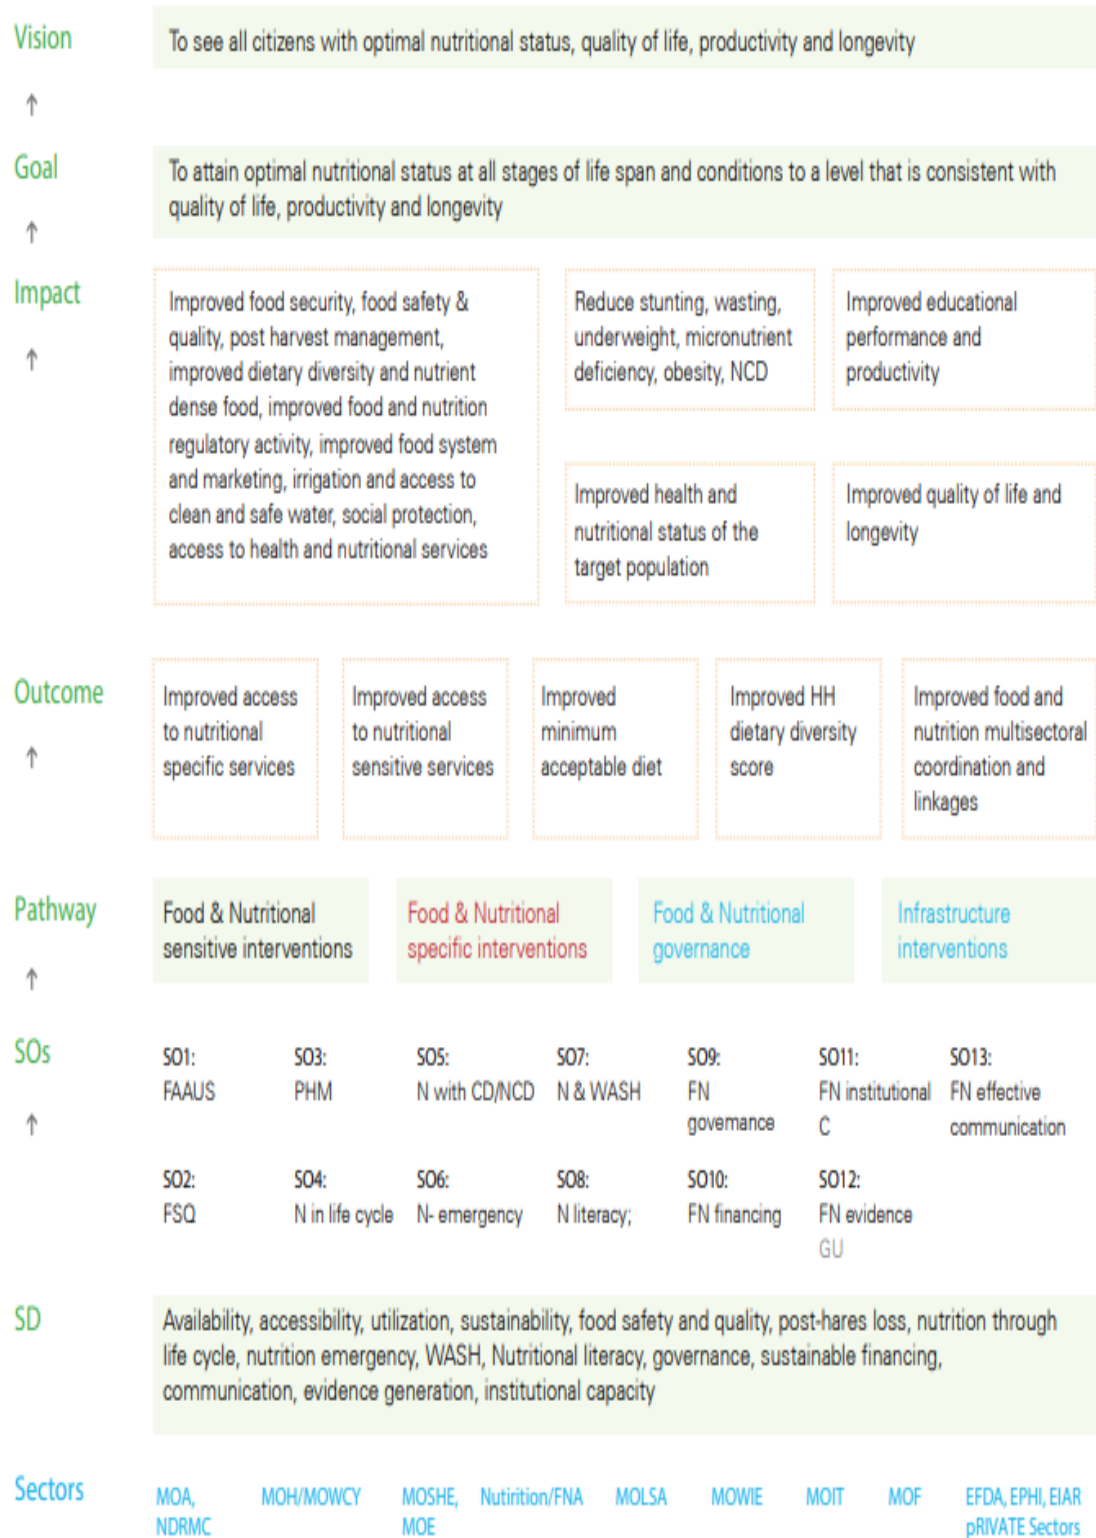 Vision
To see all citizens with optimal nutritional status, quality of life, productivity and longevity
↑
Goal
To attain optimal nutritional status at all stages of life span and conditions to a level that is consistent with
quality of life, productivity and longevity
↑
Impact
↑
Improved food security, food safety &
quality, post harvest management,
improved dietary diversity and nutrient
dense food, improved food and nutrition
regulatory activity, improved food system
and marketing, irrigation and access to
clean and safe water, social protection,
access to health and nutritional services
Reduce stunting, wasting,
underweight, micronutrient
deficiency, obesity, NCD
Improved educational
performance and
productivity
Improved health and
nutritional status of the
target population
Improved quality of life and
longevity
Outcome
↑
Improved access
to nutritional
specific services
Improved access
to nutritional
sensitive services
Improved
minimum
acceptable diet
Improved HH
dietary diversity
score
Improved food and
nutrition multisectoral
coordination and
linkages
Pathway
↑
Food & Nutritional
sensitive interventions
Food & Nutritional
specific interventions
Food & Nutritional
governance
Infrastructure
interventions
SOs
↑
SO1:
FAAUS
SO3:
PHM
SO5:
N with CD/NCD
SO7:
N & WASH
SO9:
FN
governance
SO11:
FN institutional
C
SO13:
FN effective
communication
SO2:
FSQ
SO4:
N in life cycle
SO6:
N- emergency
SO8:
N literacy;
SO10:
FN financing
SO12:
FN evidence
GU
SD
Availability, accessibility, utilization, sustainability, food safety and quality, post-hares loss, nutrition through
life cycle, nutrition emergency, WASH, Nutritional literacy, governance, sustainable financing,
communication, evidence generation, institutional capacity
Sectors
MOA,
NDRMC
MOH/MOWCY
MOSHE,
MOE
Nutirition/FNA
MOLSA
MOWIE
MOIT
MOF
EFDA, EPHI, EIAR
pRIVATE Sectors